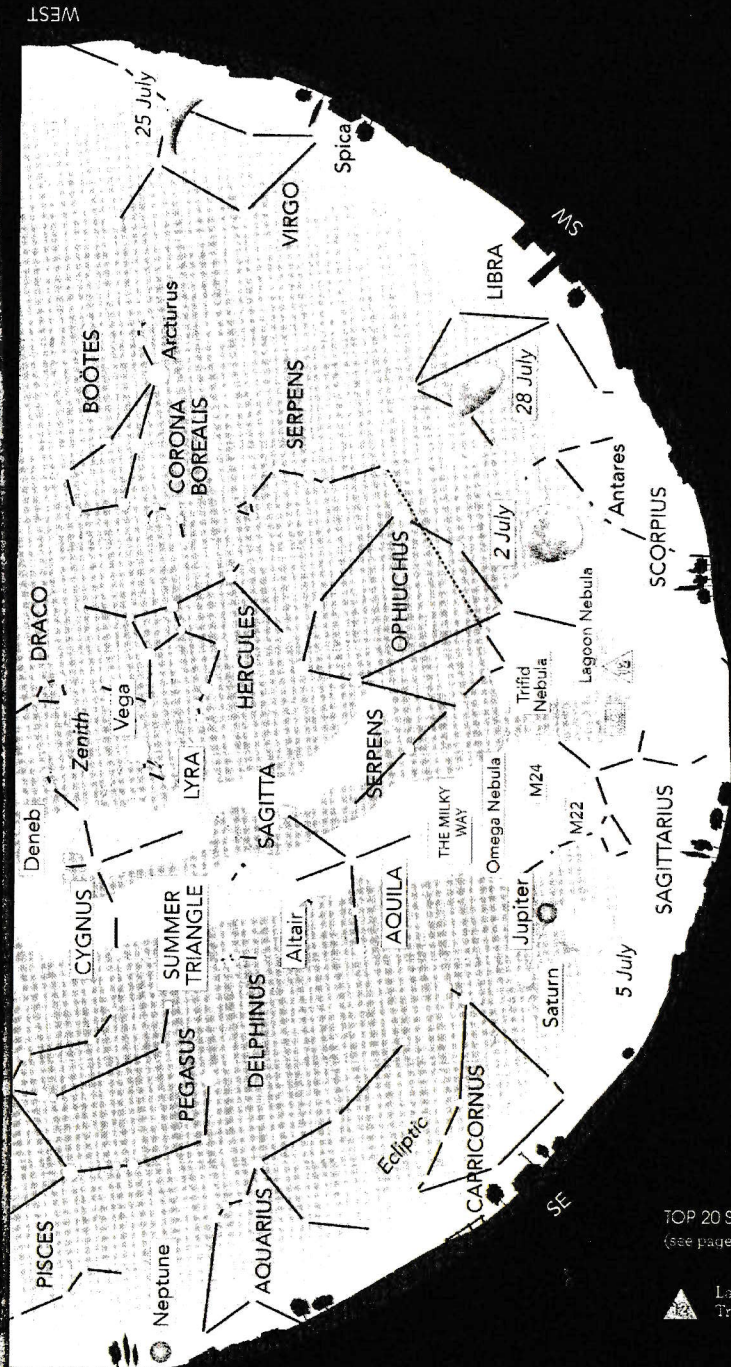 WEST
25 July
Spica
VIRGO
SW
BOÖTES
Arcturus
CORONA
BOREALIS
SERPENS
LIBRA
28 July
DRACO
Zenith
Vega
HERCULES
OPHIUCHUS
2 July
Antares
SCORPIUS
Deneb
LYRA
SAGITTA
SERPENS
Trifid
Nebula
Lagoon Nebula
CYGNUS
SUMMER
TRIANGLE
Altair
AQUILA
THE MILKY
WAY
Omega Nebula
M24
M22
SAGITTARIUS
PEGASUS
DELPHINUS
Jupiter
Saturn
5 July
PISCES
Neptune
AQUARIUS
Ecliptic
CAPRICORNUS
SE
TOP 20
(see page